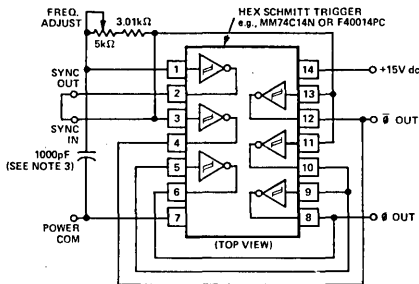 FREQ.
ADJUST
3.01kΩ
5kΩ
HEX SCHMITT TRIGGER
e.g., MM74C14N OR F40014PC
SYNC
OUT
SYNC
IN
1000pF
(SEE NOTE 3)
POWER
COM
1
2
3
4
5
6
7
14
13
12
11
10
9
8
+15V dc
ø̅ OUT
ø OUT
(TOP VIEW)